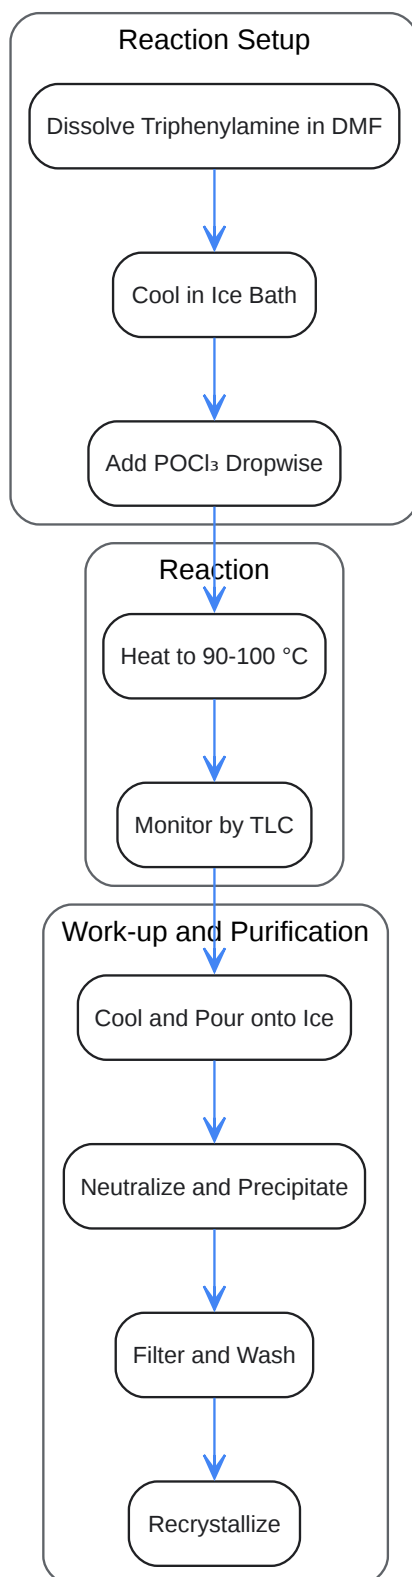 Reaction Setup
Dissolve Triphenylamine in DMF
Cool in Ice Bath
Add POCl₃ Dropwise
Reaction
Heat to 90-100 °C
Monitor by TLC
Work-up and Purification
Cool and Pour onto Ice
Neutralize and Precipitate
Filter and Wash
Recrystallize